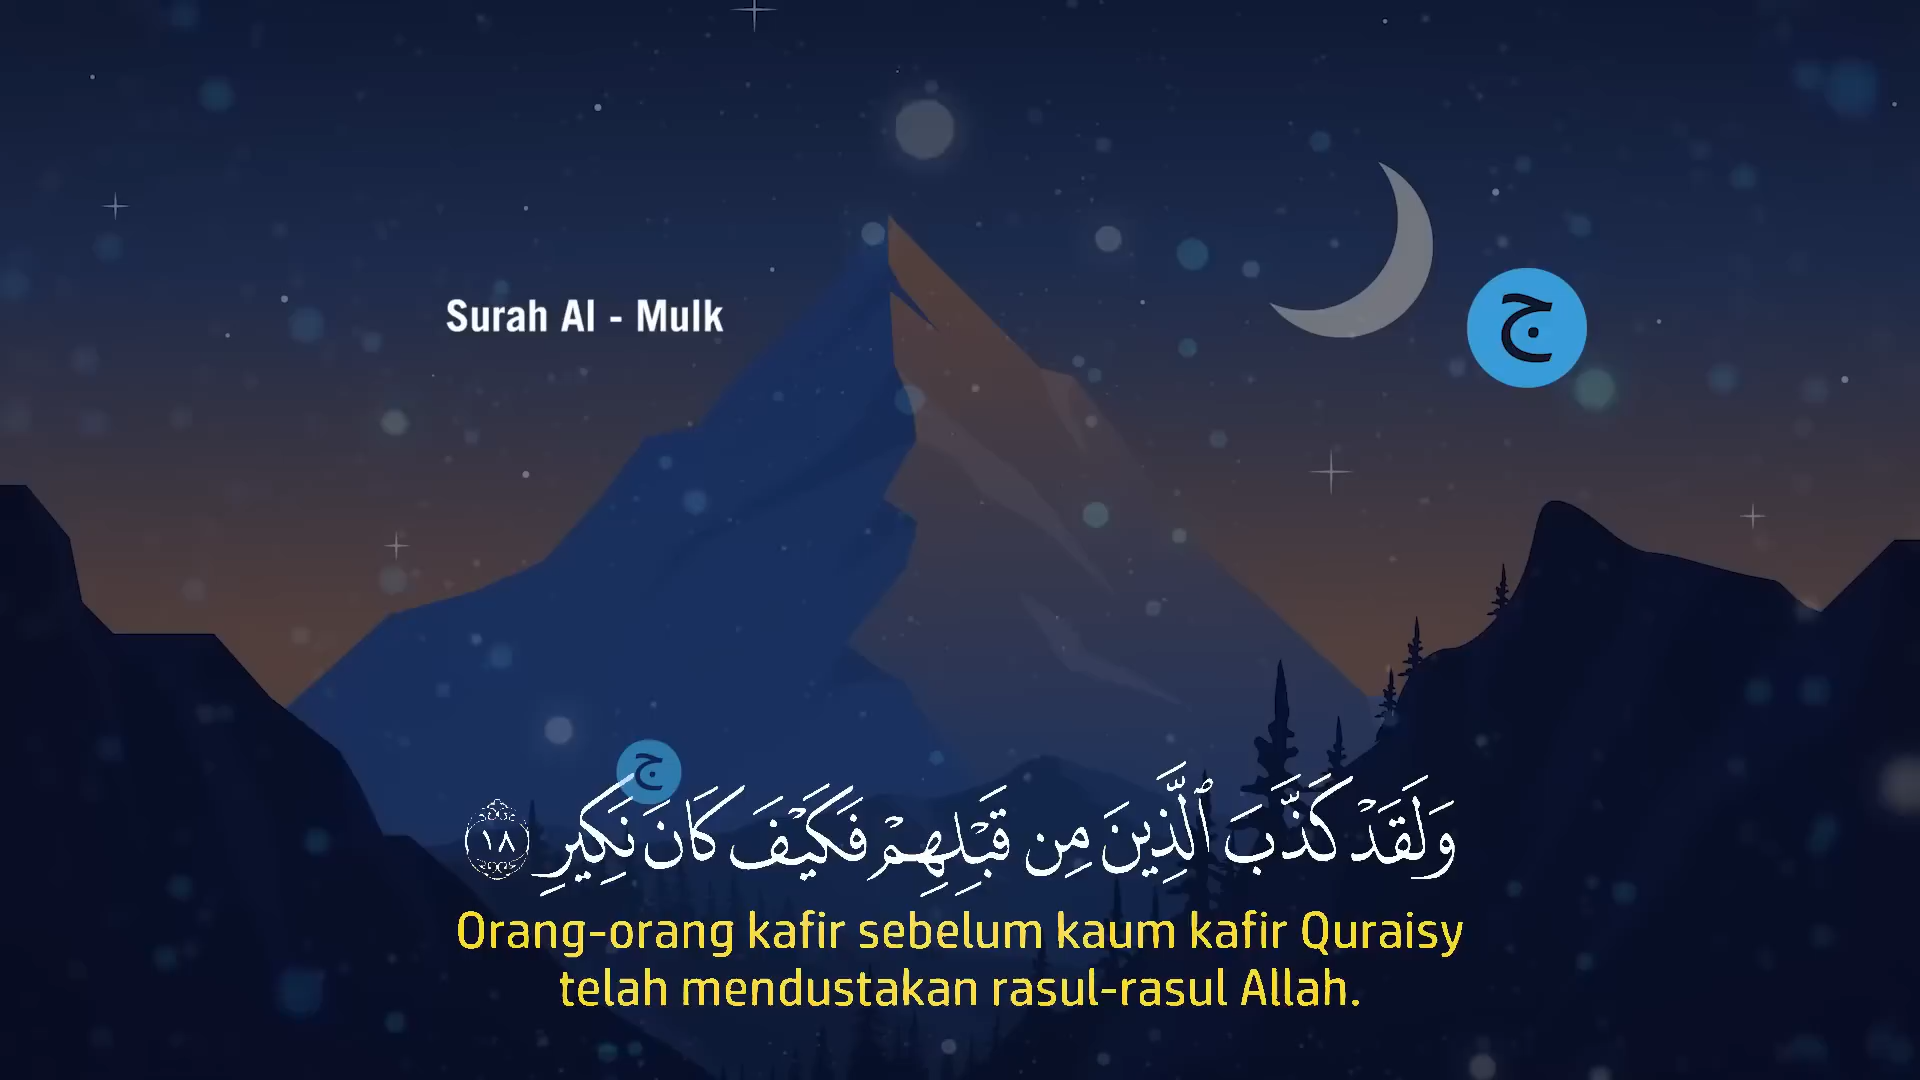 Surah Al - Mulk
ج
ج
وَلَقَدْ كَذَّبَ ٱلَّذِينَ مِن قَبْلِهِمْ فَكَيْفَ كَانَ نَكِيرِ ١٨
Orang-orang kafir sebelum kaum kafir Quraisy
telah mendustakan rasul-rasul Allah.